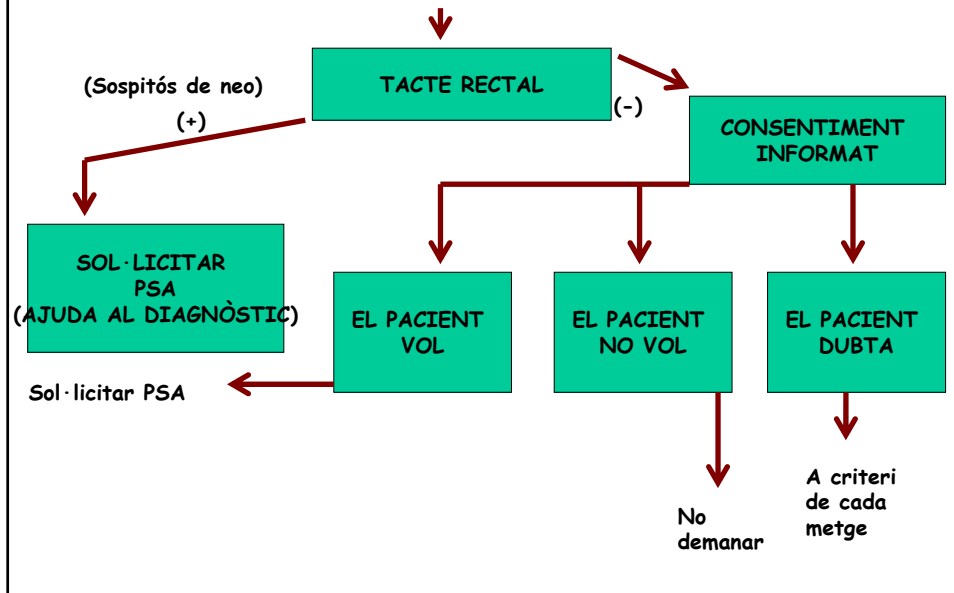 TACTE RECTAL
(Sospitós de neo)
(+)
(-)
CONSENTIMENT
INFORMAT
SOL·LICITAR
PSA
(AJUDA AL DIAGNÒSTIC)
EL PACIENT
VOL
EL PACIENT
NO VOL
EL PACIENT
DUBTA
Sol·licitar PSA
No
demanar
A criteri
de cada
metge